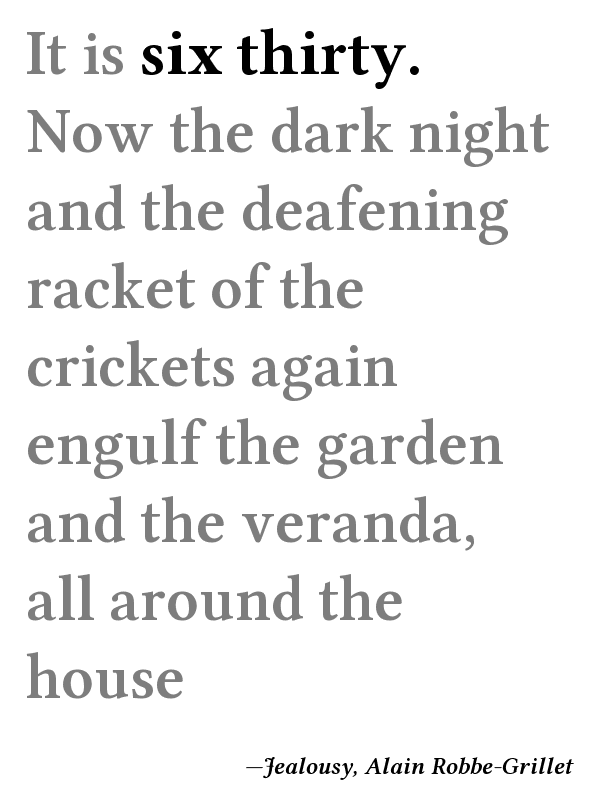 It is six thirty.
Now the dark night
and the deafening
racket of the
crickets again
engulf the garden
and the veranda,
all around the
house
—Jealousy, Alain Robbe-Grillet